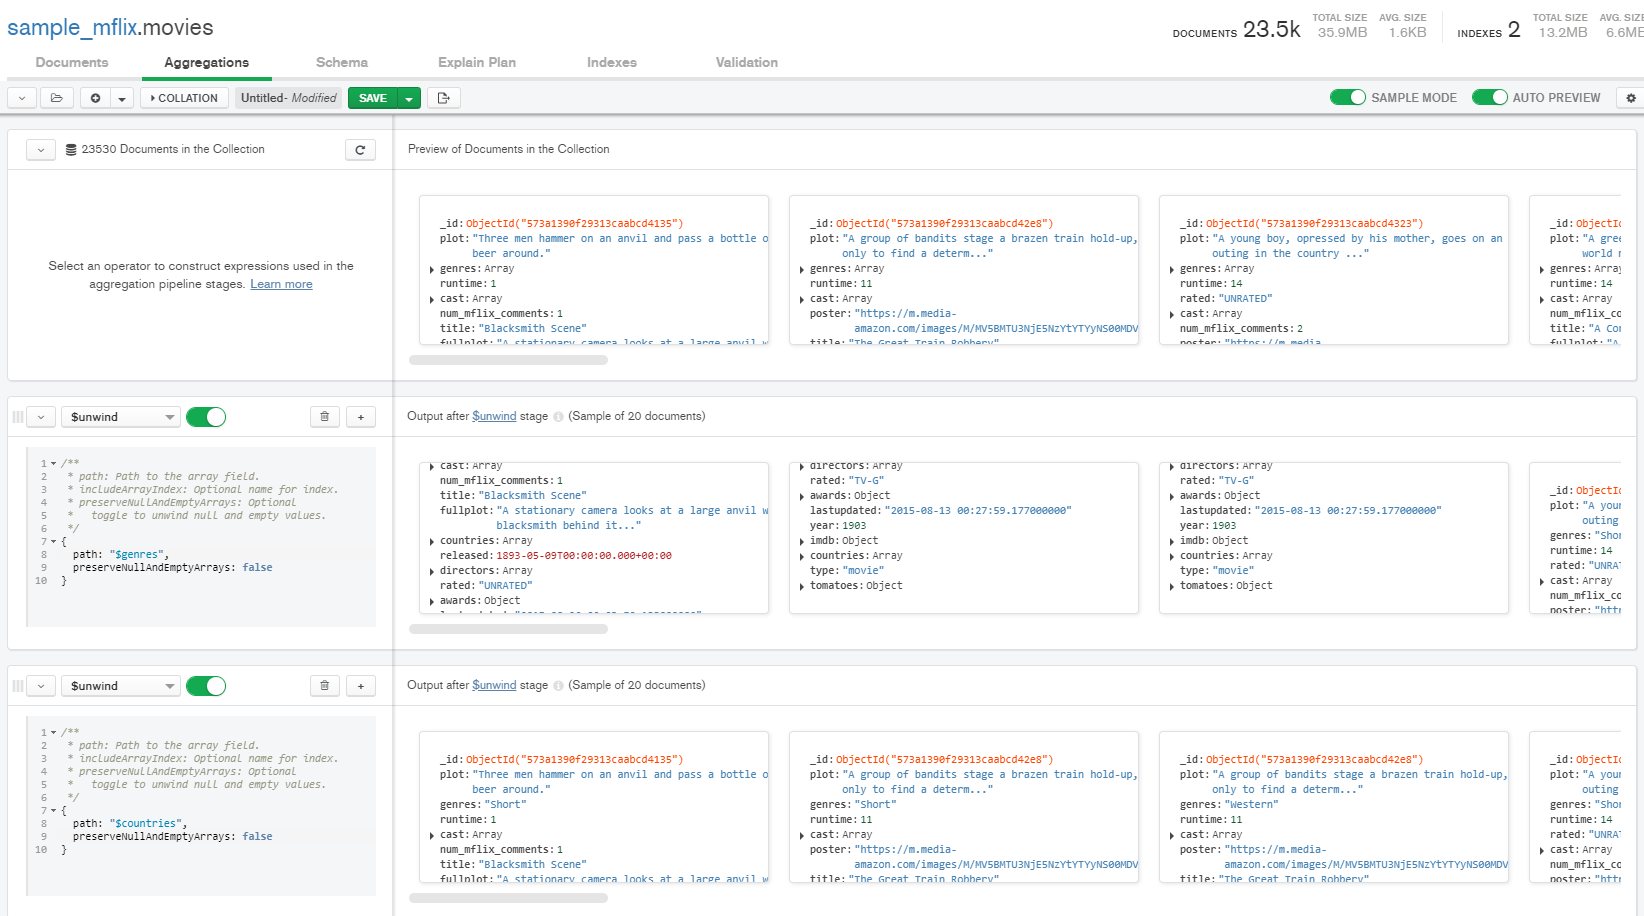 sample_mflix.movies
DOCUMENTS 23.5k TOTAL SIZE 35.9MB AVG. SIZE 1.6KB INDEXES 2 TOTAL SIZE 13.2MB AVG. SIZE 6.6MB
Documents Aggregations Schema Explain Plan Indexes Validation
COLLATION Untitled- Modified SAVE SAMPLE MODE AUTO PREVIEW
23530 Documents in the Collection
Select an operator to construct expressions used in the
aggregation pipeline stages. Learn more
Preview of Documents in the Collection
_id: ObjectId("573a1390f29313caabcd4135")
plot: "Three men hammer on an anvil and pass a bottle o
beer around."
genres: Array
runtime: 1
cast: Array
num_mflix_comments: 1
title: "Blacksmith Scene"
fullplot: "A stationary camera looks at a large anvil w
_id: ObjectId("573a1390f29313caabcd42e8")
plot: "A group of bandits stage a brazen train hold-up,
only to find a determ..."
genres: Array
runtime: 11
cast: Array
poster: "https://m.media-
amazon.com/images/M/MV5BMTU3NjE5NzYtYTYyNS00MDV
title: "The Great Train Robbery"
_id: ObjectId("573a1390f29313caabcd4323")
plot: "A young boy, opressed by his mother, goes on an
outing in the country ..."
genres: Array
runtime: 14
rated: "UNRATED"
cast: Array
num_mflix_comments: 2
poster: "https://m.media
_id: ObjectId
plot: "A gree
world
genres: Array
runtime: 14
cast: Array
num_mflix_co
title: "A Cor
fullplot: "A
$unwind
1 /**
2 * path: Path to the array field.
3 * includeArrayIndex: Optional name for index.
4 * preserveNullAndEmptyArrays: Optional
5 * toggle to unwind null and empty values.
6 */
7 {
8 path: "$genres",
9 preserveNullAndEmptyArrays: false
10 }
Output after $unwind stage (Sample of 20 documents)
cast: Array
num_mflix_comments: 1
title: "Blacksmith Scene"
fullplot: "A stationary camera looks at a large anvil w
blacksmith behind it..."
countries: Array
released: 1893-05-09T00:00:00.000+00:00
directors: Array
rated: "UNRATED"
awards: Object
directors: Array
rated: "TV-G"
awards: Object
lastupdated: "2015-08-13 00:27:59.177000000"
year: 1903
imdb: Object
countries: Array
type: "movie"
tomatoes: Object
directors: Array
rated: "TV-G"
awards: Object
lastupdated: "2015-08-13 00:27:59.177000000"
year: 1903
imdb: Object
countries: Array
type: "movie"
tomatoes: Object
_id: ObjectId
plot: "A your
outing
genres: "Shor
runtime: 14
rated: "UNRA
cast: Array
num_mflix_co
poster: "htt
$unwind
1 /**
2 * path: Path to the array field.
3 * includeArrayIndex: Optional name for index.
4 * preserveNullAndEmptyArrays: Optional
5 * toggle to unwind null and empty values.
6 */
7 {
8 path: "$countries",
9 preserveNullAndEmptyArrays: false
10 }
Output after $unwind stage (Sample of 20 documents)
_id: ObjectId("573a1390f29313caabcd4135")
plot: "Three men hammer on an anvil and pass a bottle o
beer around."
genres: "Short"
runtime: 1
cast: Array
num_mflix_comments: 1
title: "Blacksmith Scene"
fullplot: "A stationary camera looks at a large anvil w
_id: ObjectId("573a1390f29313caabcd42e8")
plot: "A group of bandits stage a brazen train hold-up,
only to find a determ..."
genres: "Short"
runtime: 11
cast: Array
poster: "https://m.media-
amazon.com/images/M/MV5BMTU3NjE5NzYtYTYyNS00MDV
title: "The Great Train Robbery"
_id: ObjectId("573a1390f29313caabcd42e8")
plot: "A group of bandits stage a brazen train hold-up,
only to find a determ..."
genres: "Western"
runtime: 11
cast: Array
poster: "https://m.media-
amazon.com/images/M/MV5BMTU3NjE5NzYtYTYyNS00MDV
title: "The Great Train Robbery"
_id: ObjectId
plot: "A your
outing
genres: "Shor
runtime: 14
rated: "UNRA
cast: Array
num_mflix_co
poster: "htt